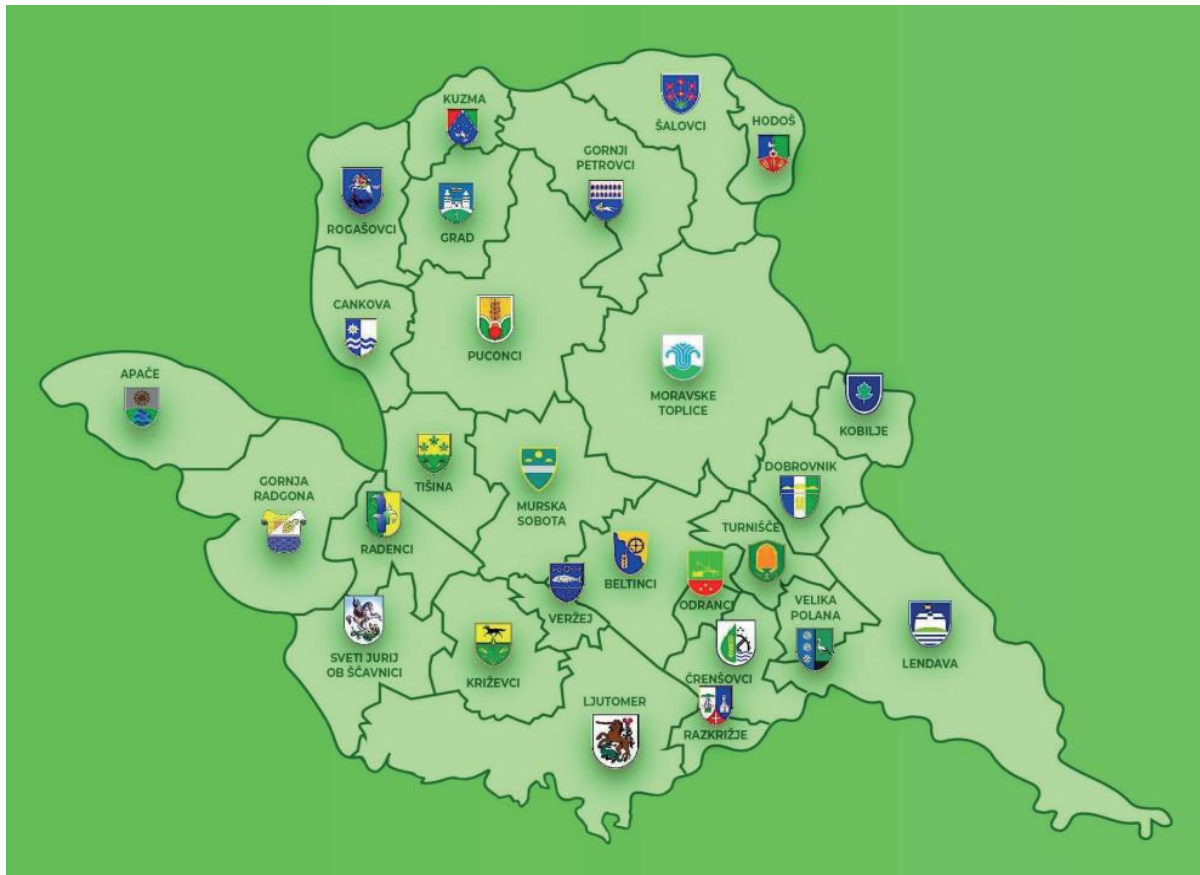 KUZMA
ŠALOVCI
HODOŠ
GORNJI
PETROVCI
ROGAŠOVCI
GRAD
CANKOVA
PUCONCI
MORAVSKE
TOPLICE
APAČE
KOBILJE
GORNJA
RADGONA
TIŠINA
MURSKA
SOBOTA
DOBROVNIK
TURNIŠČE
RADENCI
BELTINCI
ODRANCI
VERŽEJ
VELIKA
POLANA
LENDAVA
SVETI JURIJ
OB ŠČAVNICI
KRIŽEVCI
ČRENŠOVCI
LJUTOMER
RAZKRIŽJE